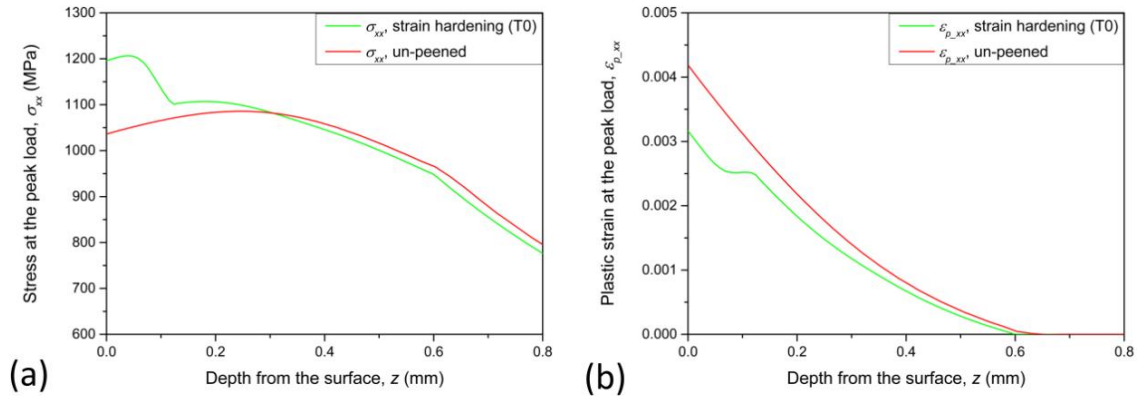 σxx, strain hardening (T0)
σxx, un-peened
Stress at the peak load, σxx (MPa)
1300
1200
1100
1000
900
800
700
600
0.0 0.2 0.4 0.6 0.8
Depth from the surface, z (mm)
(a)
εp_xx, strain hardening (T0)
εp_xx, un-peened
Plastic strain at the peak load, εp_xx
0.005
0.004
0.003
0.002
0.001
0.000
0.0 0.2 0.4 0.6 0.8
Depth from the surface, z (mm)
(b)